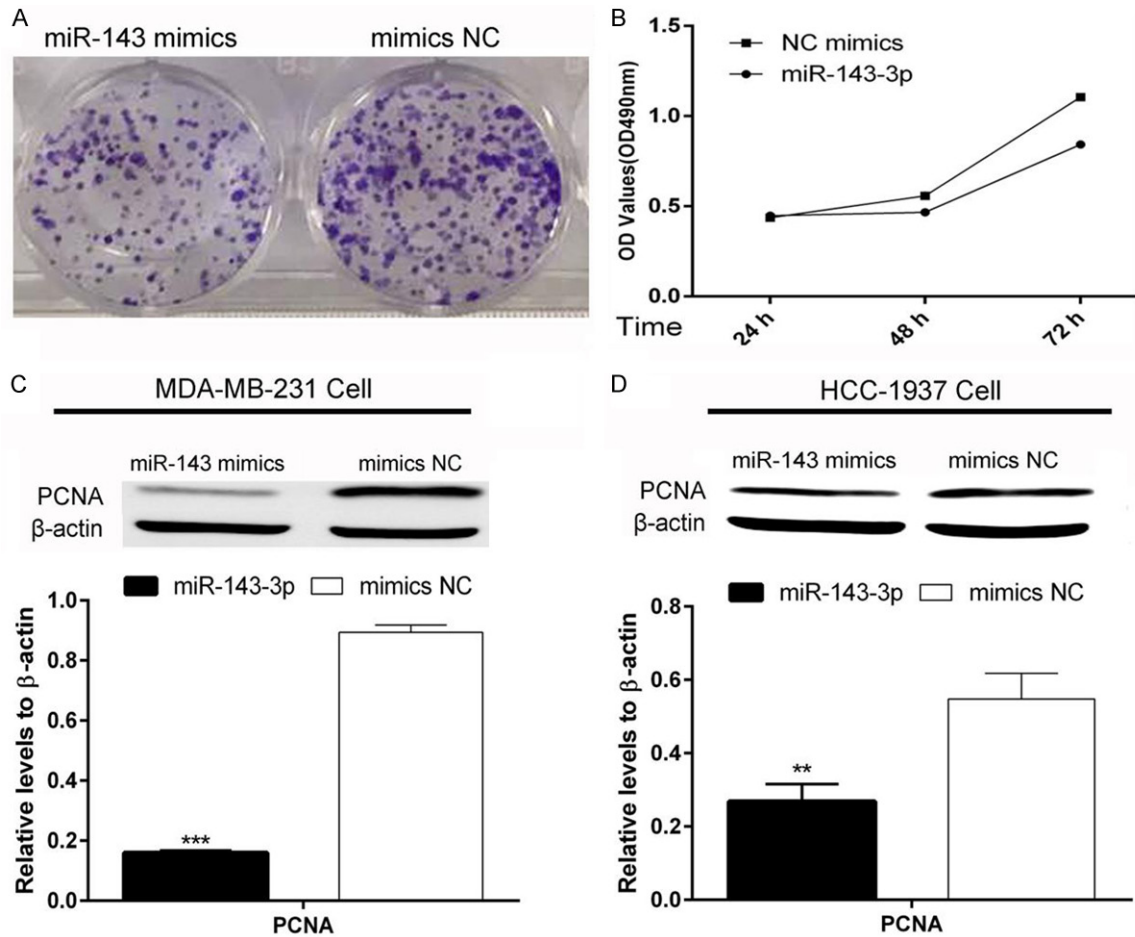 A
miR-143 mimics mimics NC
B
NC mimics
miR-143-3p
OD Values(OD490nm)
1.5
1.0
0.5
0.0
Time
24 h 48 h 72 h
C
MDA-MB-231 Cell
miR-143 mimics mimics NC
PCNA
β-actin
miR-143-3p mimics NC
Relative levels to β-actin
1.0
0.8
0.6
0.4
0.2
0.0
***
PCNA
D
HCC-1937 Cell
miR-143 mimics mimics NC
PCNA
β-actin
miR-143-3p mimics NC
Relative levels to β-actin
0.8
0.6
0.4
0.2
0.0
**
PCNA